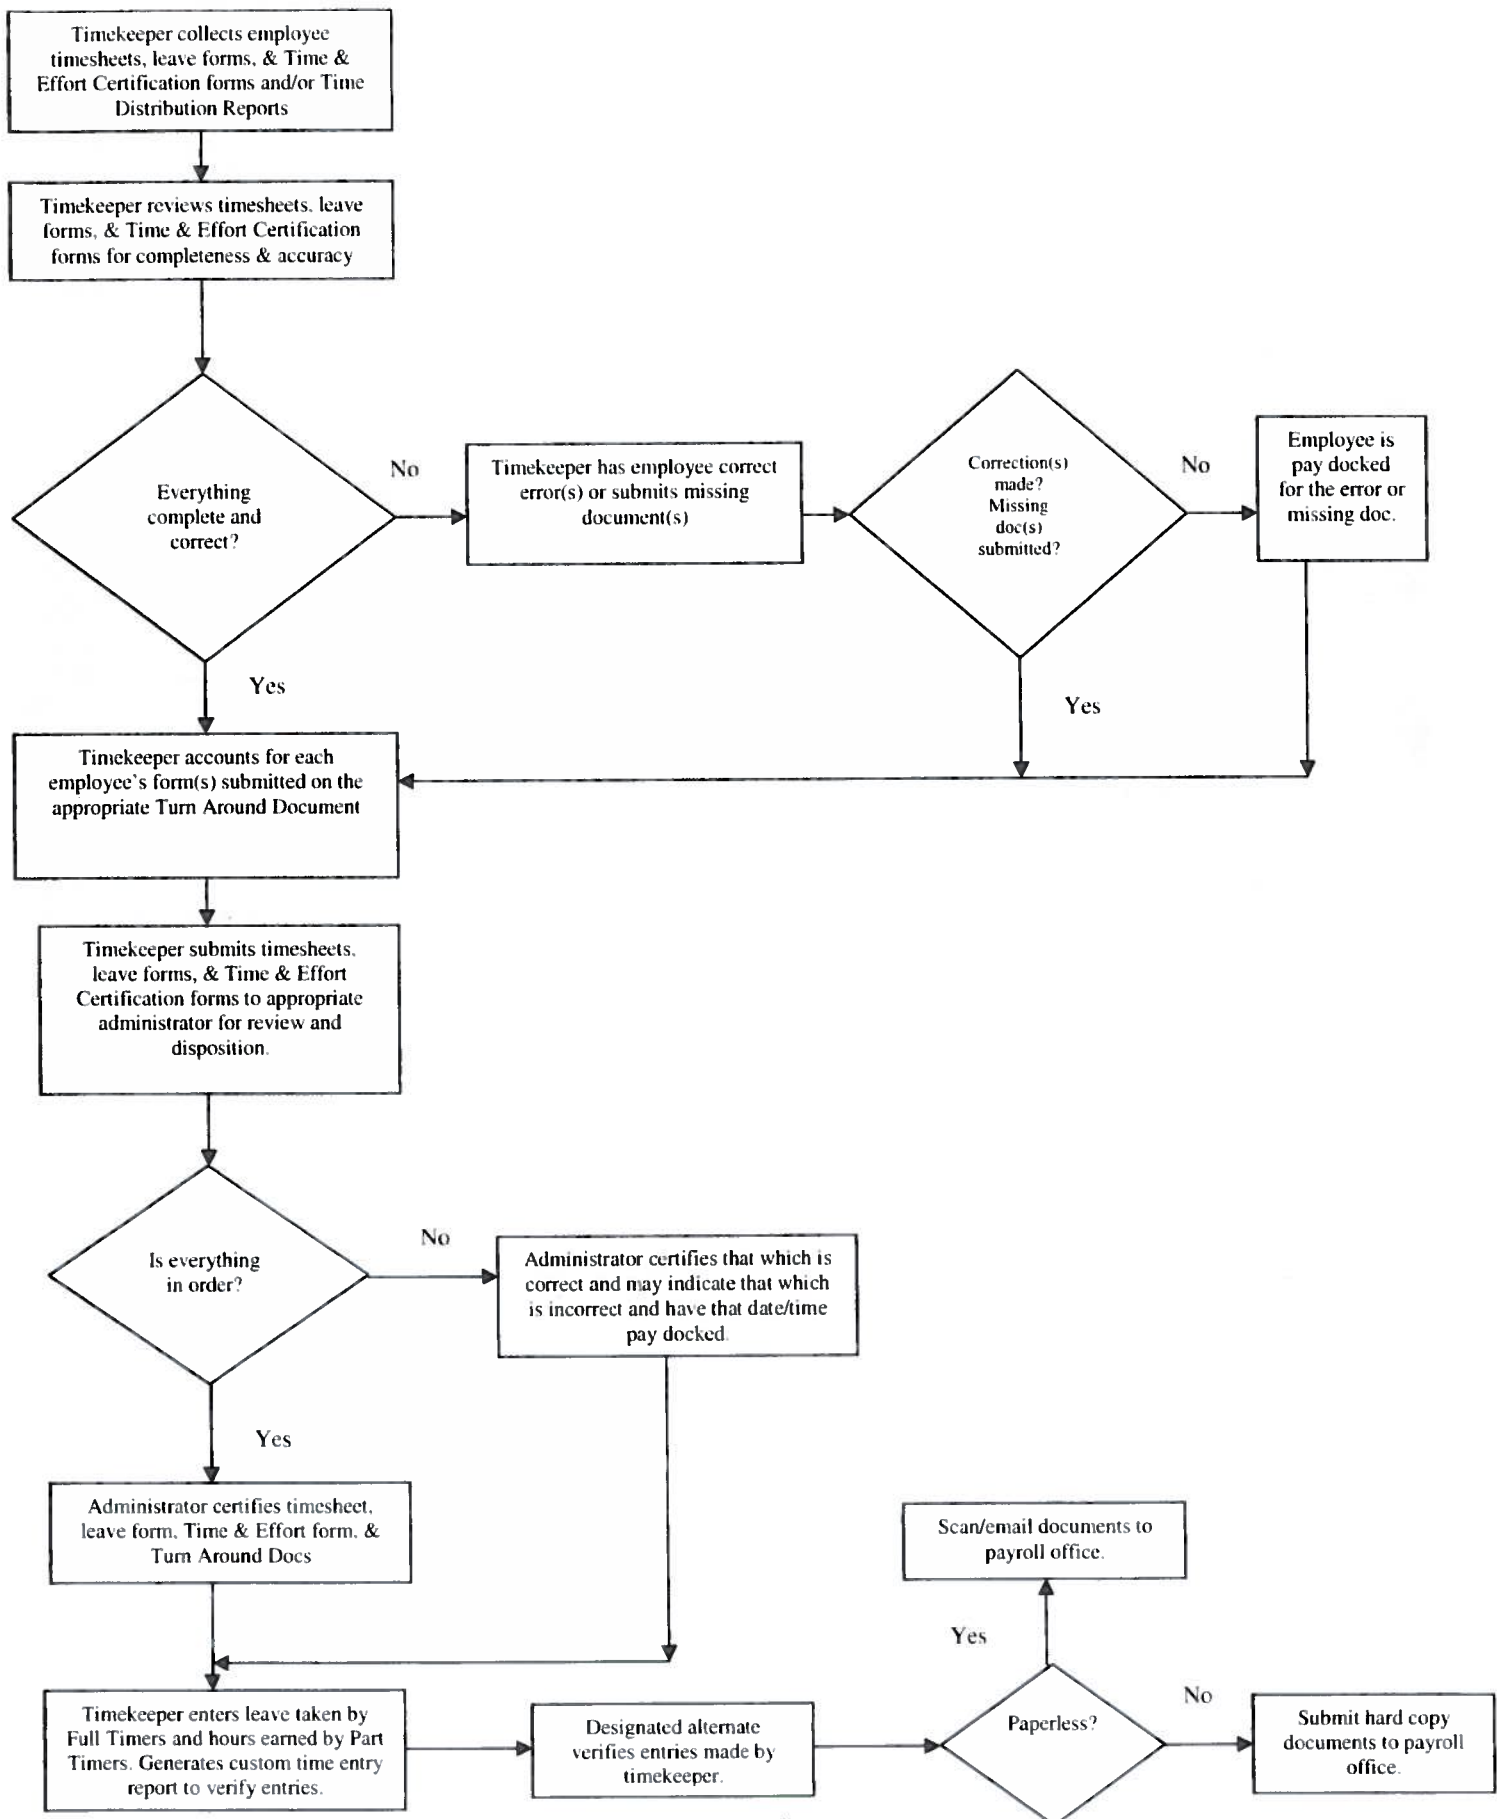 Timekeeper collects employee
timesheets, leave forms, & Time &
Effort Certification forms and/or Time
Distribution Reports
Timekeeper reviews timesheets, leave
forms, & Time & Effort Certification
forms for completeness & accuracy
Everything
complete and
correct?
No
Timekeeper has employee correct
error(s) or submits missing
document(s)
Correction(s)
made?
Missing
doc(s)
submitted?
No
Employee is
pay docked
for the error or
missing doc.
Yes
Yes
Timekeeper accounts for each
employee's form(s) submitted on the
appropriate Turn Around Document
Timekeeper submits timesheets,
leave forms, & Time & Effort
Certification forms to appropriate
administrator for review and
disposition.
Is everything
in order?
No
Administrator certifies that which is
correct and may indicate that which
is incorrect and have that date/time
pay docked.
Yes
Administrator certifies timesheet,
leave form, Time & Effort form, &
Turn Around Docs
Timekeeper enters leave taken by
Full Timers and hours earned by Part
Timers. Generates custom time entry
report to verify entries.
Designated alternate
verifies entries made by
timekeeper.
Paperless?
Yes
Scan/email documents to
payroll office.
No
Submit hard copy
documents to payroll
office.